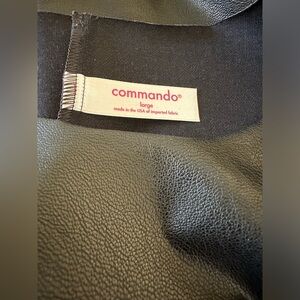 commando®
large
made in the USA of imported fabric